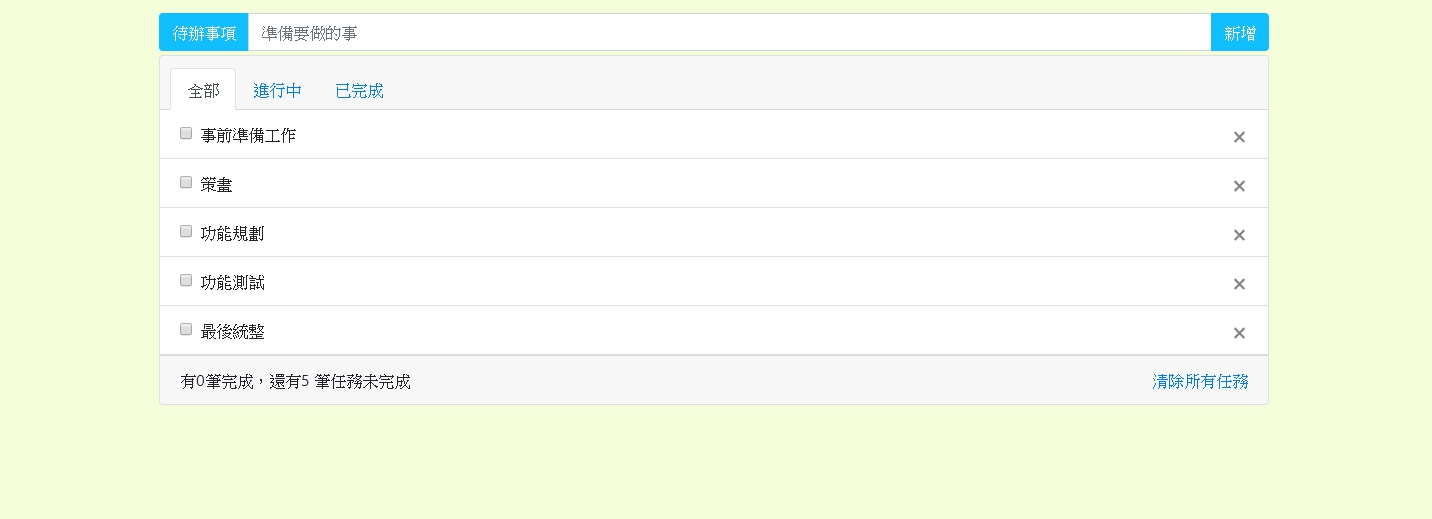 待辦事項 準備要做的事 新增
全部 進行中 已完成
事前準備工作
策畫
功能規劃
功能測試
最後統整
有0筆完成，還有5 筆任務未完成 清除所有任務